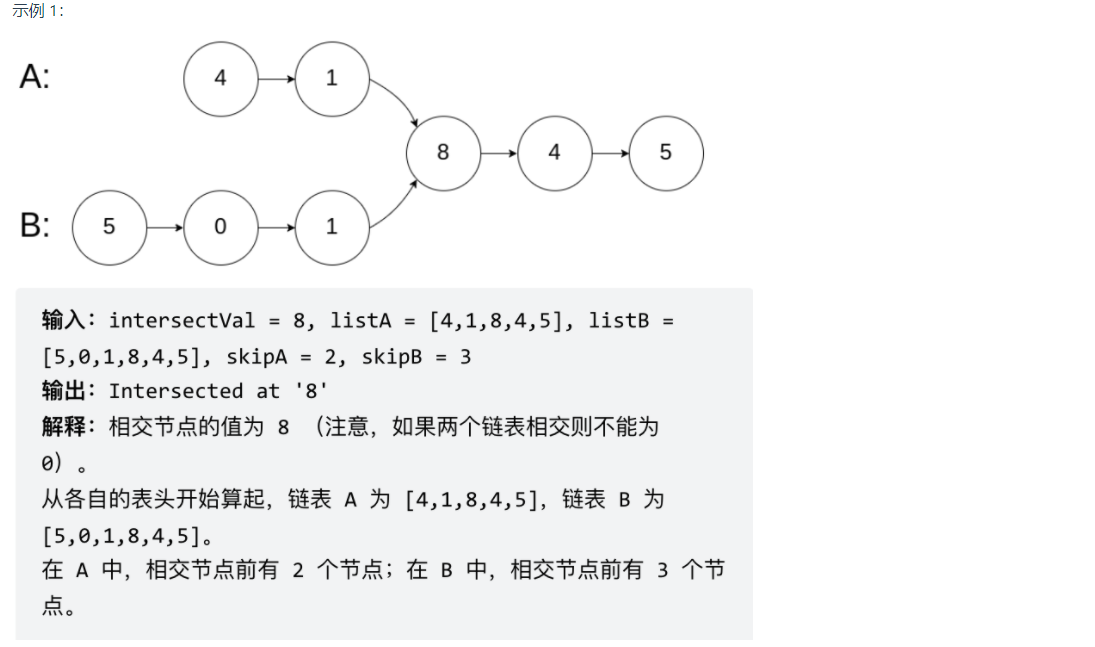 示例 1：
A:
4
1
8
4
5
B:
5
0
1
输入：intersectVal = 8, listA = [4,1,8,4,5], listB =
[5,0,1,8,4,5], skipA = 2, skipB = 3
输出：Intersected at '8'
解释：相交节点的值为 8 （注意，如果两个链表相交则不能为
0）。
从各自的表头开始算起，链表 A 为 [4,1,8,4,5]，链表 B 为
[5,0,1,8,4,5]。
在 A 中，相交节点前有 2 个节点；在 B 中，相交节点前有 3 个节
点。